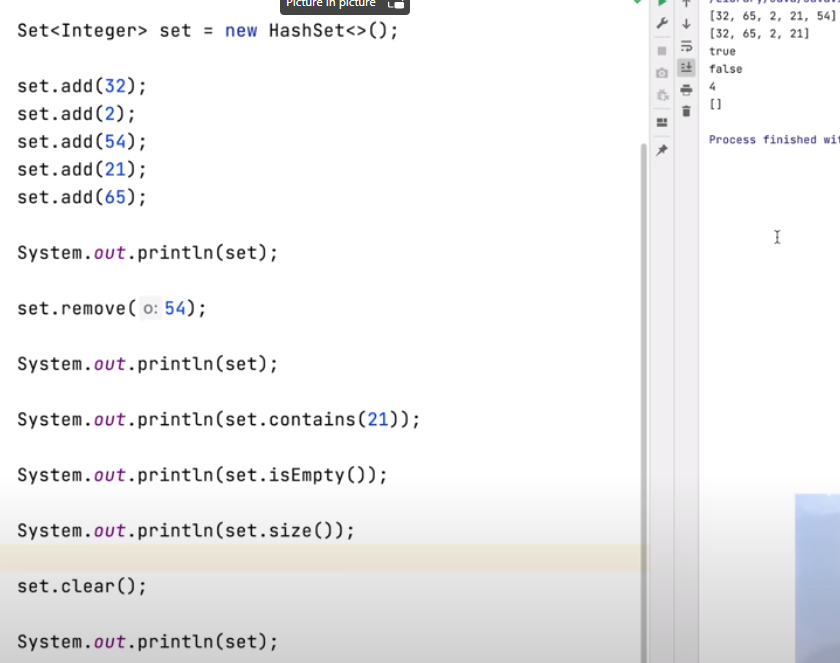 Picture in picture
Set<Integer> set = new HashSet<>();
set.add(32);
set.add(2);
set.add(54);
set.add(21);
set.add(65);
System.out.println(set);
set.remove( o: 54);
System.out.println(set);
System.out.println(set.contains(21));
System.out.println(set.isEmpty());
System.out.println(set.size());
set.clear();
System.out.println(set);
[32, 65, 2, 21, 54]
[32, 65, 2, 21]
true
false
4
[]
Process finished wi